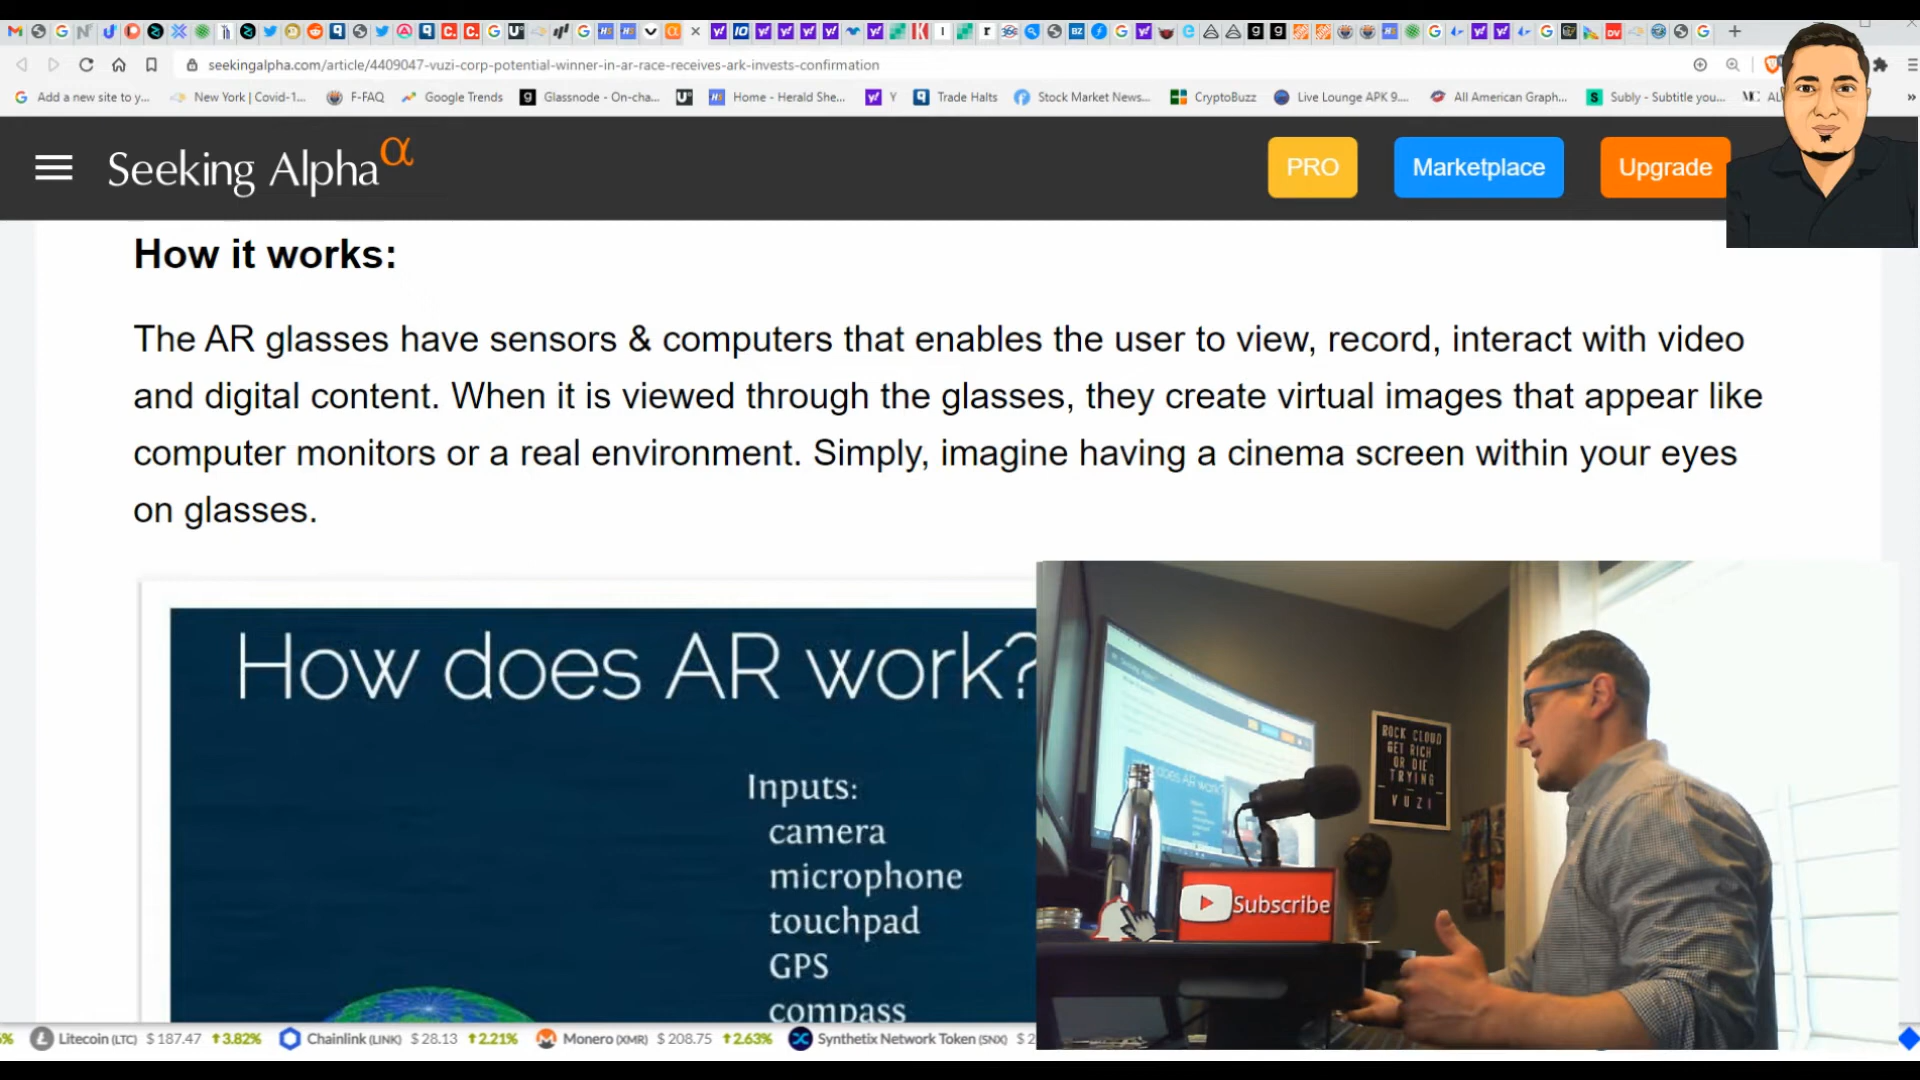 seekingalpha.com/article/4409047-vuzi-corp-potential-winner-in-ar-race-receives-ark-invests-confirmation
Add a new site to y...
New York | Covid-1...
F-FAQ
Google Trends
Glassnode - On-cha...
Home - Herald She...
Y
Trade Halts
Stock Market News...
CryptoBuzz
Live Lounge APK 9....
All American Graph...
Subly - Subtitle you...
Seeking Alpha α
PRO
Marketplace
Upgrade
How it works:
The AR glasses have sensors & computers that enables the user to view, record, interact with video
and digital content. When it is viewed through the glasses, they create virtual images that appear like
computer monitors or a real environment. Simply, imagine having a cinema screen within your eyes
on glasses.
How does AR work?
Inputs:
camera
microphone
touchpad
GPS
compass
ROCK CLOUD
GET RICH
OR DIE
TRYING
VUZI
Subscribe
Litecoin (LTC) $ 187.47 3.82% Chainlink (LINK) $ 28.13 2.21% Monero (XMR) $ 208.75 2.63% Synthetix Network Token (SNX) $ 2